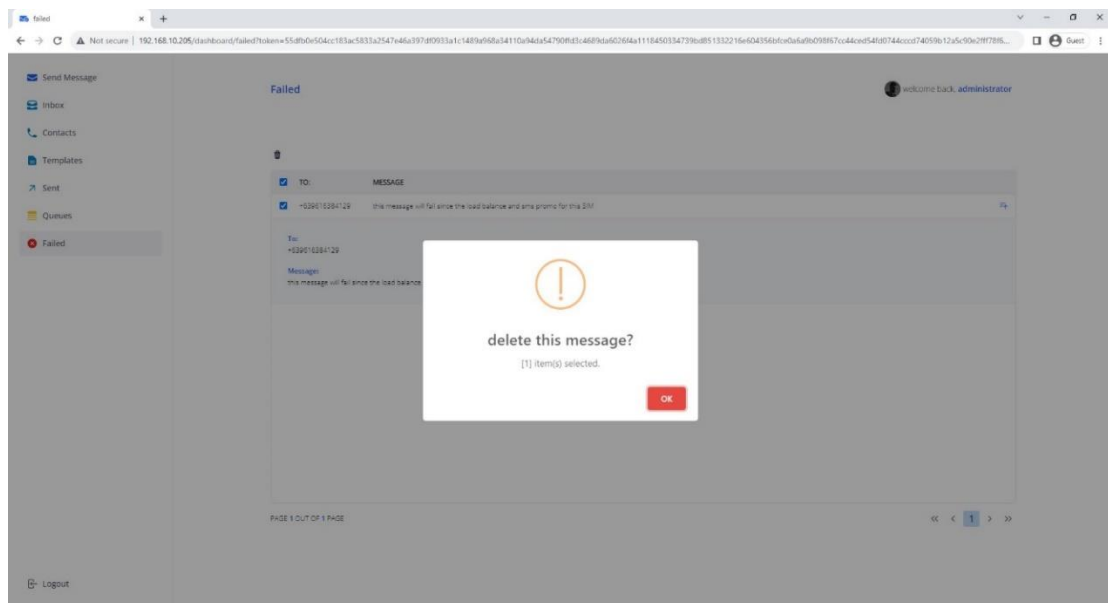 failed
Not secure | 192.168.10.205/dashboard/failed?token=
Guest
Send Message
Inbox
Contacts
Templates
Sent
Queues
Failed
Logout
Failed
welcome back, administrator
TO: MESSAGE
+639616384129 this message will fail since the load balance and sms promo for this SIM
To:
+639616384129
Message:
this message will fail since the load balance
delete this message?
[1] item(s) selected.
OK
PAGE 1 OUT OF 1 PAGE
« < 1 > »